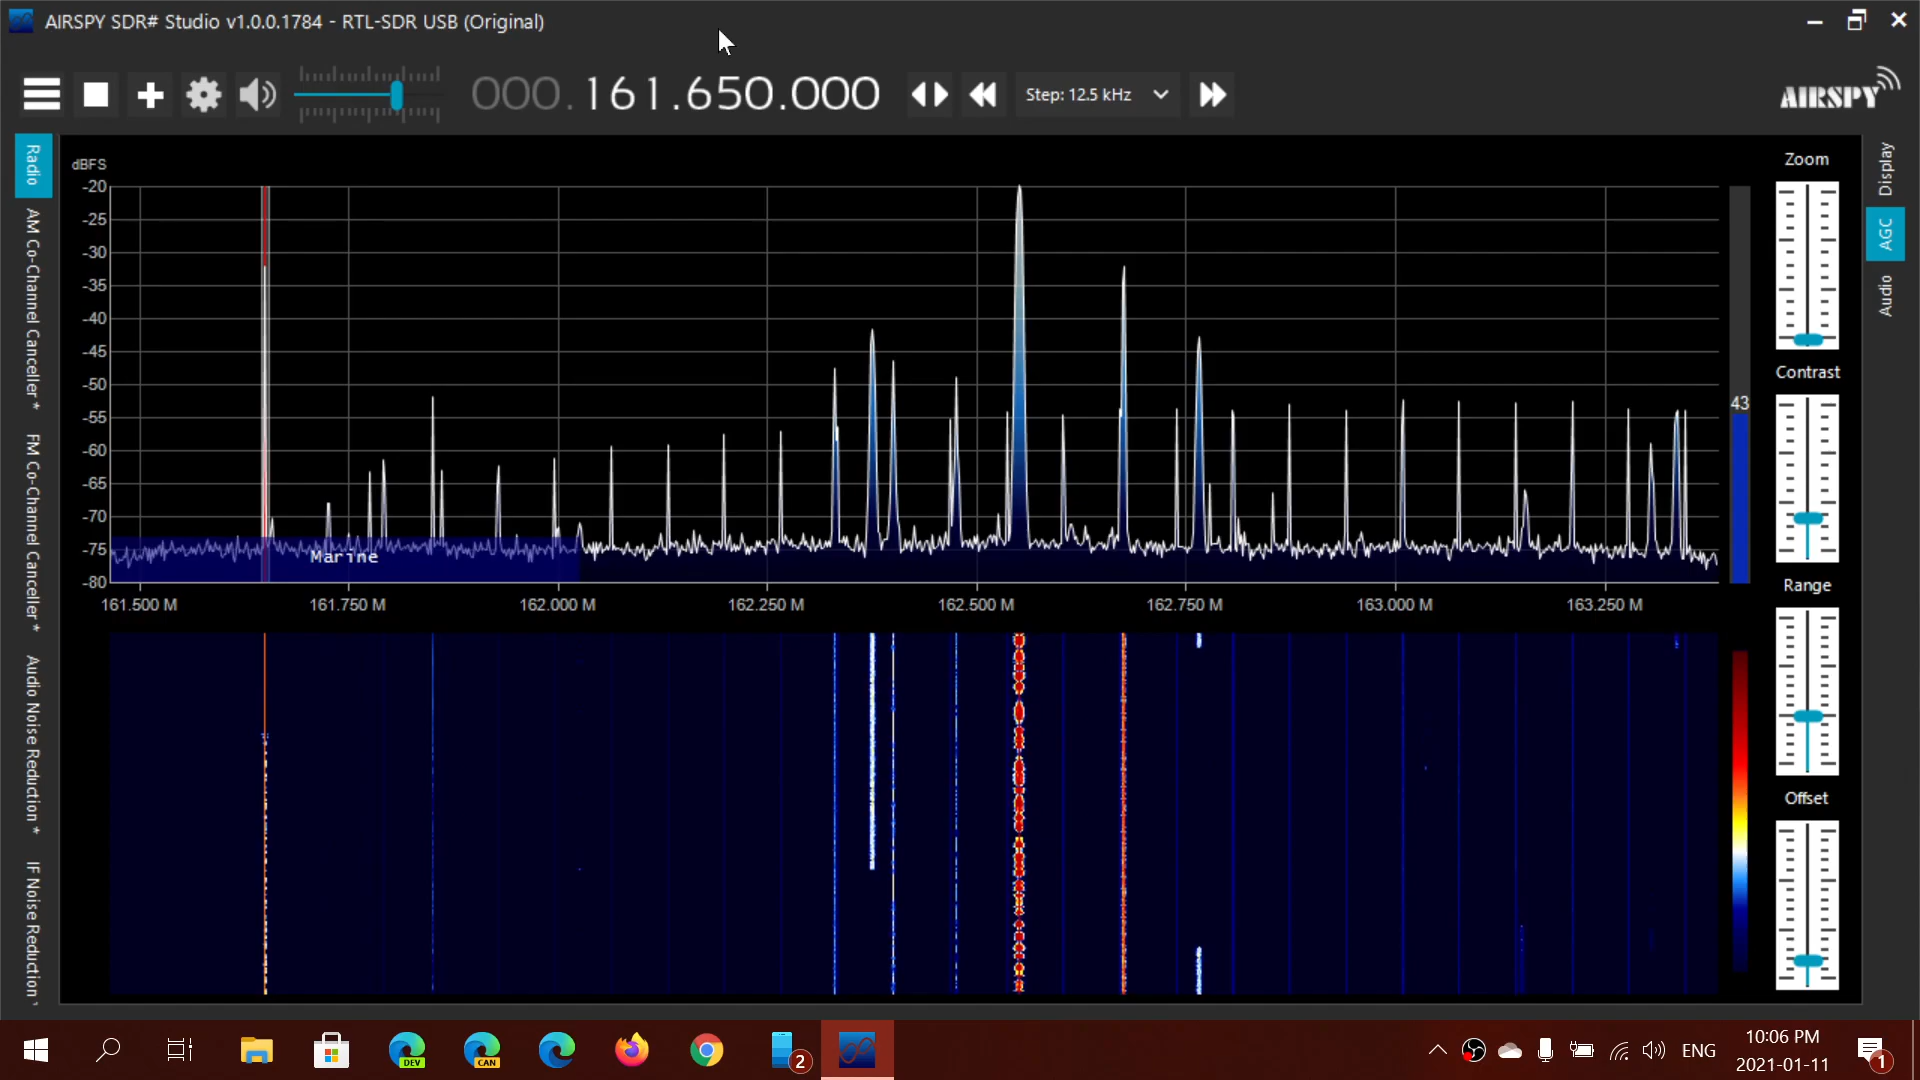 AIRSPY SDR# Studio v1.0.0.1784 - RTL-SDR USB (Original)
000.161.650.000
Step: 12.5 kHz
AIRSPY
Radio
AM Co-Channel Canceller *
FM Co-Channel Canceller *
Audio Noise Reduction *
IF Noise Reduction
dBFS
-20
-25
-30
-35
-40
-45
-50
-55
-60
-65
-70
-75
-80
Marine
161.500 M
161.750 M
162.000 M
162.250 M
162.500 M
162.750 M
163.000 M
163.250 M
43
Zoom
Contrast
Range
Offset
Display
AGC
Audio
DEV
CAN
2
ENG
10:06 PM
2021-01-11
1